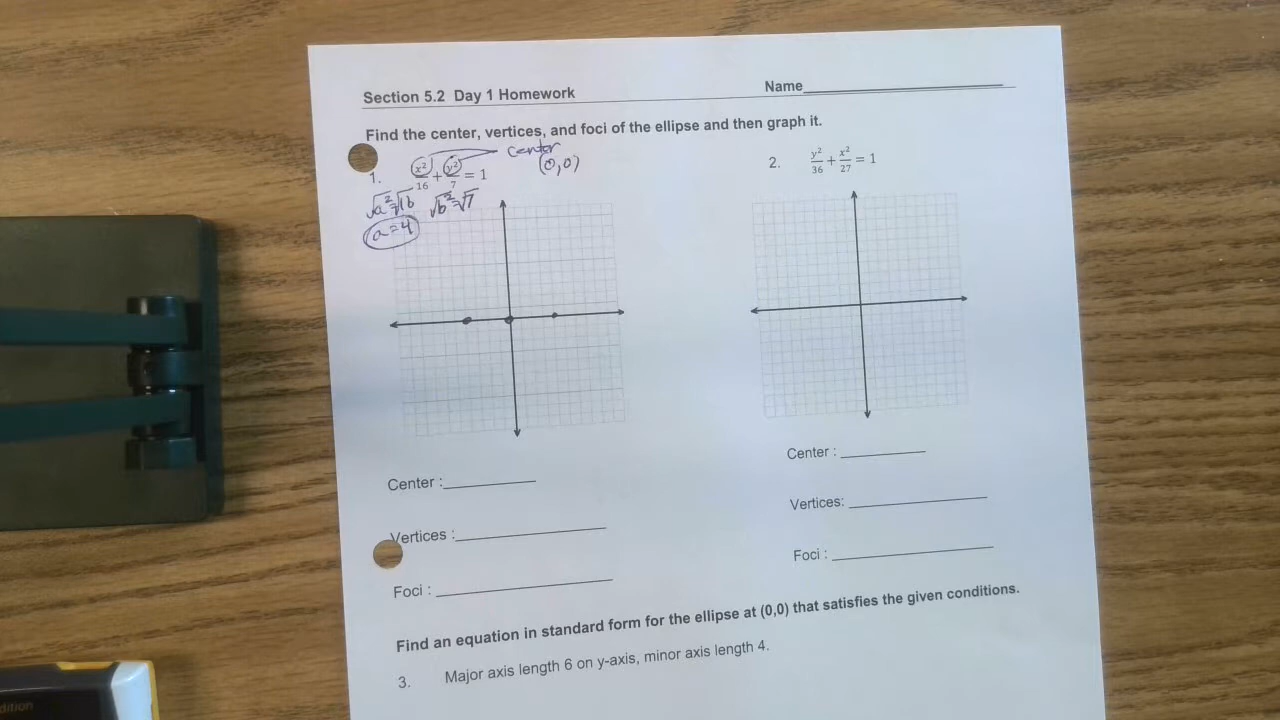 Section 5.2 Day 1 Homework
Name
Find the center, vertices, and foci of the ellipse and then graph it.
center
(0,0)
1. x²/16 + y²/7 = 1
√a²=√16 √b²=√7
a=4
2. y²/36 + x²/27 = 1
Center :
Vertices :
Foci :
Center :
Vertices:
Foci :
Find an equation in standard form for the ellipse at (0,0) that satisfies the given conditions.
3. Major axis length 6 on y-axis, minor axis length 4.
dition